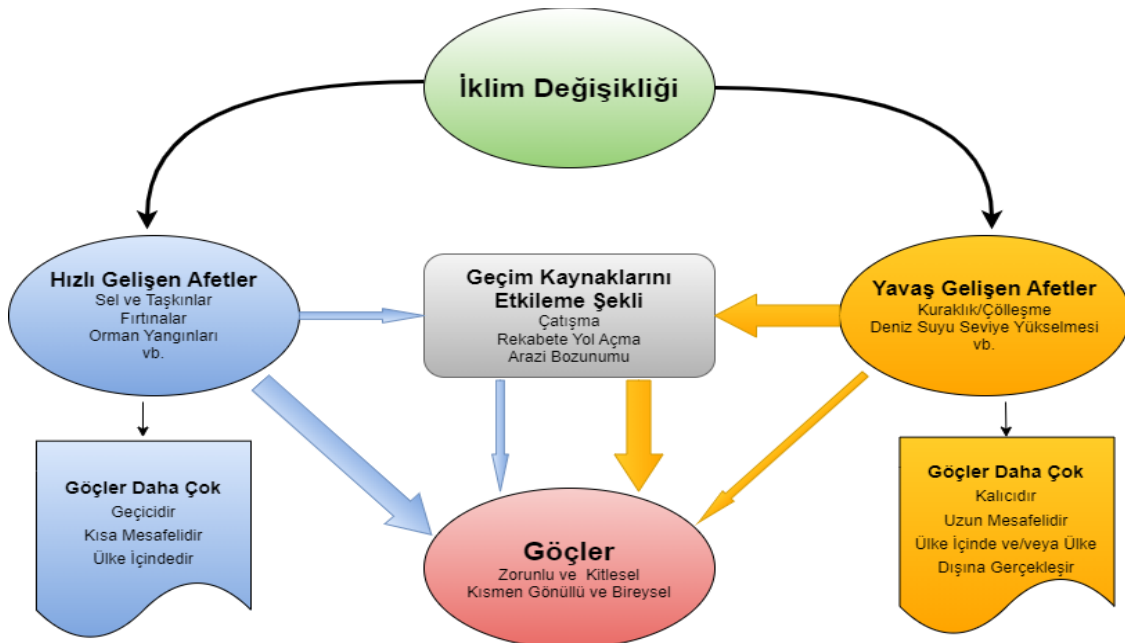 İklim Değişikliği
Hızlı Gelişen Afetler
Sel ve Taşkınlar
Fırtınalar
Orman Yangınları
vb.
Geçim Kaynaklarını
Etkileme Şekli
Çatışma
Rekabete Yol Açma
Arazi Bozunumu
Yavaş Gelişen Afetler
Kuraklık/Çölleşme
Deniz Suyu Seviye Yükselmesi
vb.
Göçler Daha Çok
Geçicidir
Kısa Mesafelidir
Ülke İçindedir
Göçler
Zorunlu ve Kitlesel
Kısmen Gönüllü ve Bireysel
Göçler Daha Çok
Kalıcıdır
Uzun Mesafelidir
Ülke İçinde ve/veya Ülke
Dışına Gerçekleşir